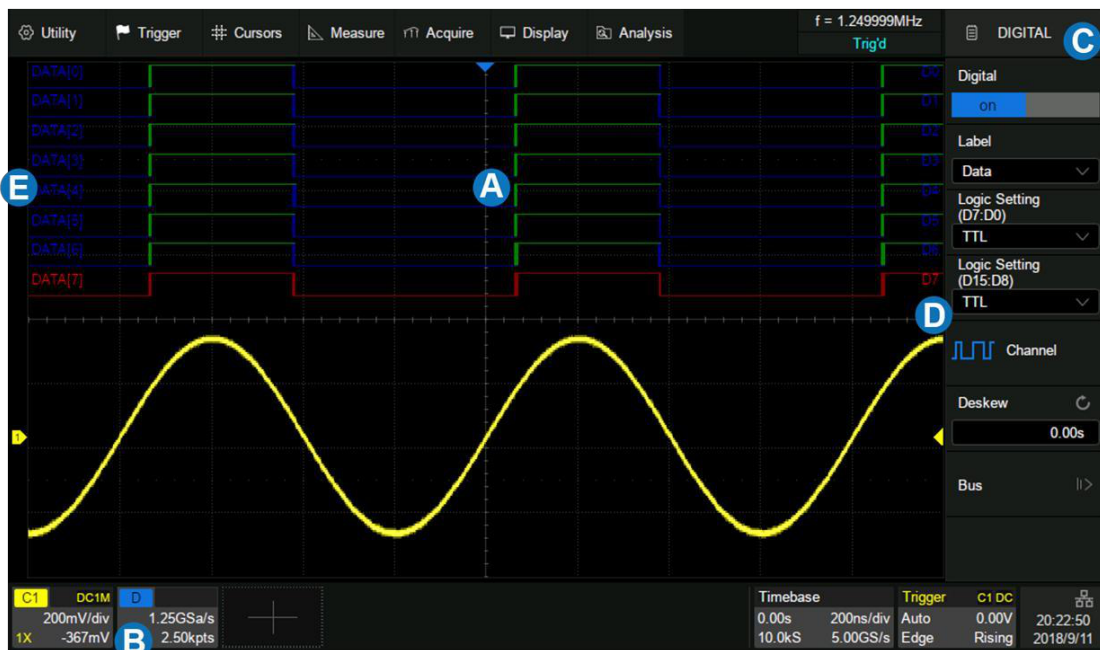 Utility Trigger Cursors Measure Acquire Display Analysis
f = 1.249999MHz
Trig'd
DIGITAL
C
Digital
on
Label
Data
Logic Setting
(D7:D0)
TTL
Logic Setting
(D15:D8)
TTL
D
Channel
Deskew
0.00s
Bus
DATA[0] D0
DATA[1] D1
DATA[2] D2
DATA[3] D3
E DATA[4] A D4
DATA[5] D5
DATA[6] D6
DATA[7] D7
1
C1 DC1M
200mV/div
1X -367mV
D
1.25GSa/s
B 2.50kpts
Timebase
0.00s 200ns/div
10.0kS 5.00GS/s
Trigger C1 DC
Auto 0.00V
Edge Rising
20:22:50
2018/9/11